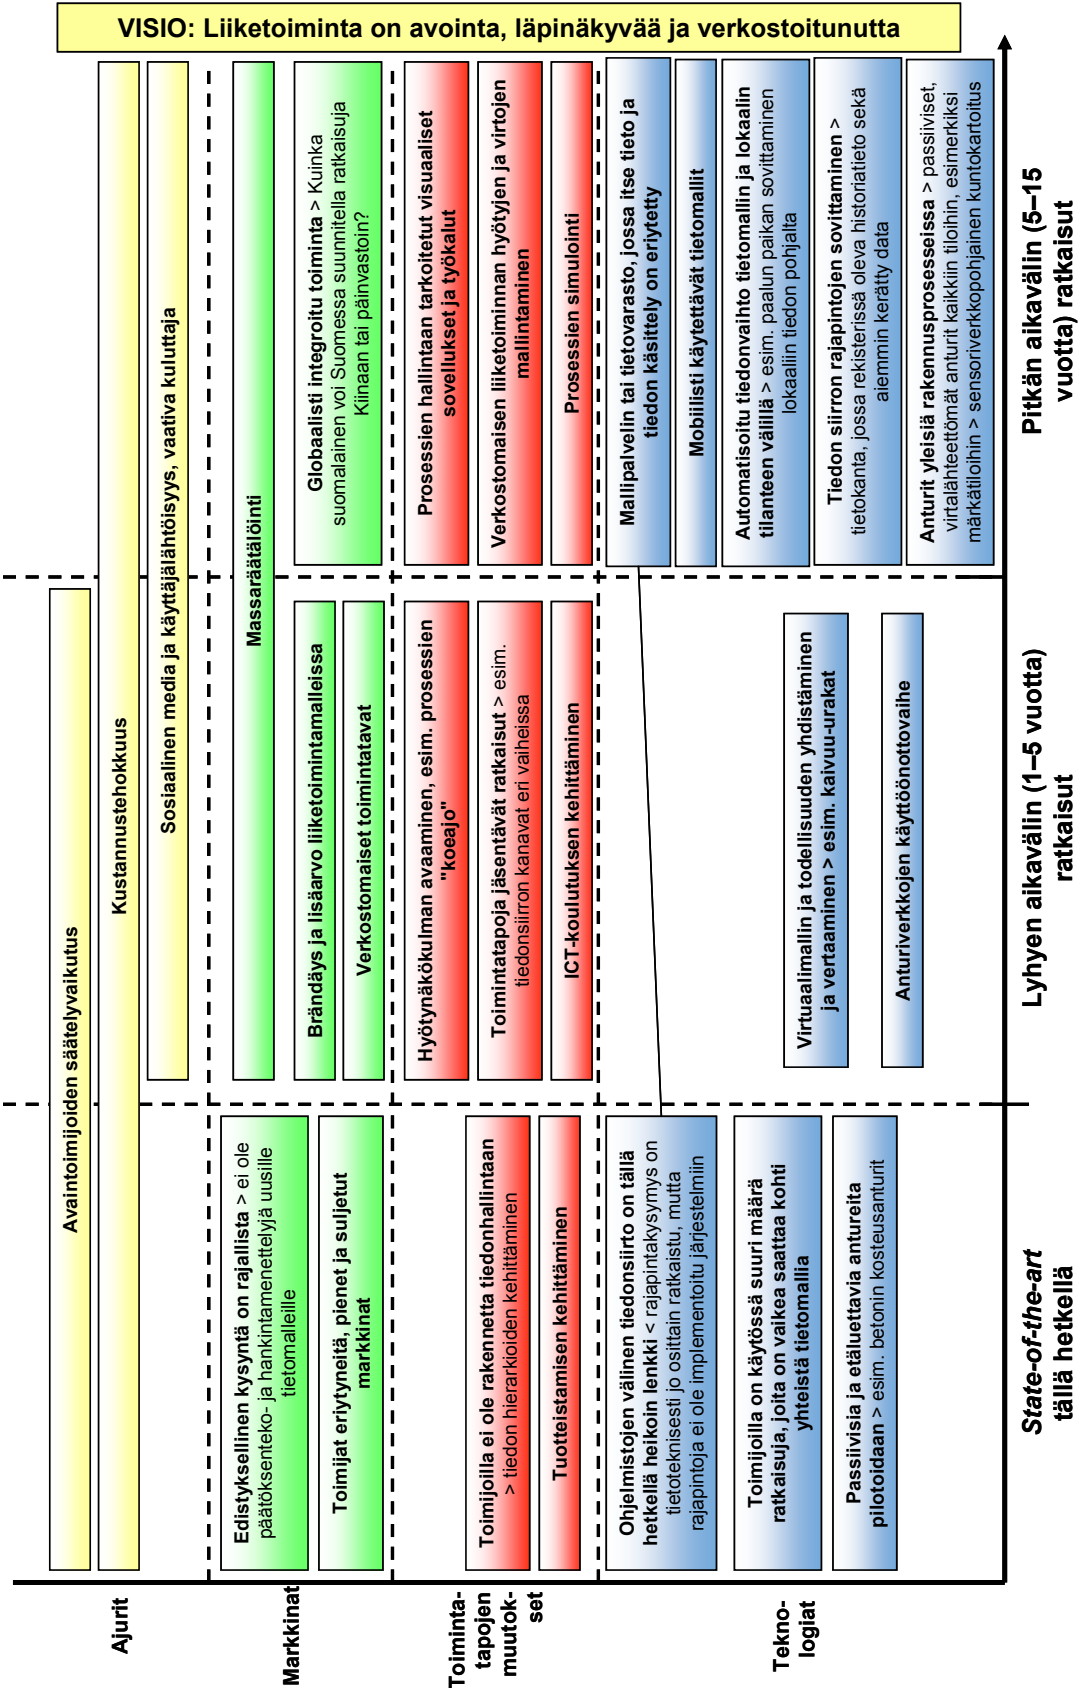 VISIO: Liiketoiminta on avointa, läpinäkyvää ja verkostoitunutta
Ajurit
Avaintoimijoiden säätelyvaikutus
Kustannustehokkuus
Sosiaalinen media ja käyttäjälähtöisyys, vaativa kuluttaja
Markkinat
Edistyksellinen kysyntä on rajallista > ei ole
päätöksenteko- ja hankintamenettelyjä uusille
tietomalleille
Toimijat eriytyneitä, pienet ja suljetut
markkinat
Massaräätälöinti
Brändäys ja lisäarvo liiketoimintamalleissa
Verkostomaiset toimintatavat
Globaalisti integroitu toiminta > Kuinka
suomalainen voi Suomessa suunnitella ratkaisuja
Kiinaan tai päinvastoin?
Toiminta-
tapojen
muutok-
set
Toimijoilla ei ole rakennetta tiedonhallintaan
> tiedon hierarkioiden kehittäminen
Tuotteistamisen kehittäminen
Hyötynäkökulman avaaminen, esim. prosessien
"koeajo"
Toimintatapoja jäsentävät ratkaisut > esim.
tiedonsiirron kanavat eri vaiheissa
ICT-koulutuksen kehittäminen
Prosessien hallintaan tarkoitetut visuaaliset
sovellukset ja työkalut
Verkostomaisen liiketoiminnan hyötyjen ja virtojen
mallintaminen
Prosessien simulointi
Tekno-
logiat
Ohjelmistojen välinen tiedonsiirto on tällä
hetkellä heikoin lenkki < rajapintakysymys on
tietoteknisesti jo osittain ratkaistu, mutta
rajapintoja ei ole implementoitu järjestelmiin
Toimijoilla on käytössä suuri määrä
ratkaisuja, joita on vaikea saattaa kohti
yhteistä tietomallia
Passiivisia ja etäluettavia antureita
pilotoidaan > esim. betonin kosteusanturit
Virtuaalimallin ja todellisuuden yhdistäminen
ja vertaaminen > esim. kaivuu-urakat
Anturiverkkojen käyttöönottovaihe
Mallipalvelin tai tietovarasto, jossa itse tieto ja
tiedon käsittely on eriytetty
Mobiilisti käytettävät tietomallit
Automatisoitu tiedonvaihto tietomallin ja lokaalin
tilanteen välillä > esim. paalun paikan sovittaminen
lokaaliin tiedon pohjalta
Tiedon siirron rajapintojen sovittaminen >
tietokanta, jossa rekisterissä oleva historiatieto sekä
aiemmin kerätty data
Anturit yleisiä rakennusprosesseissa > passiiviset,
virtalähteettömät anturit kaikkiin tiloihin, esimerkiksi
märkätiloihin > sensoriverkkopohjainen kuntokartoitus
State-of-the-art
tällä hetkellä
Lyhyen aikavälin (1–5 vuotta)
ratkaisut
Pitkän aikavälin (5–15
vuotta) ratkaisut